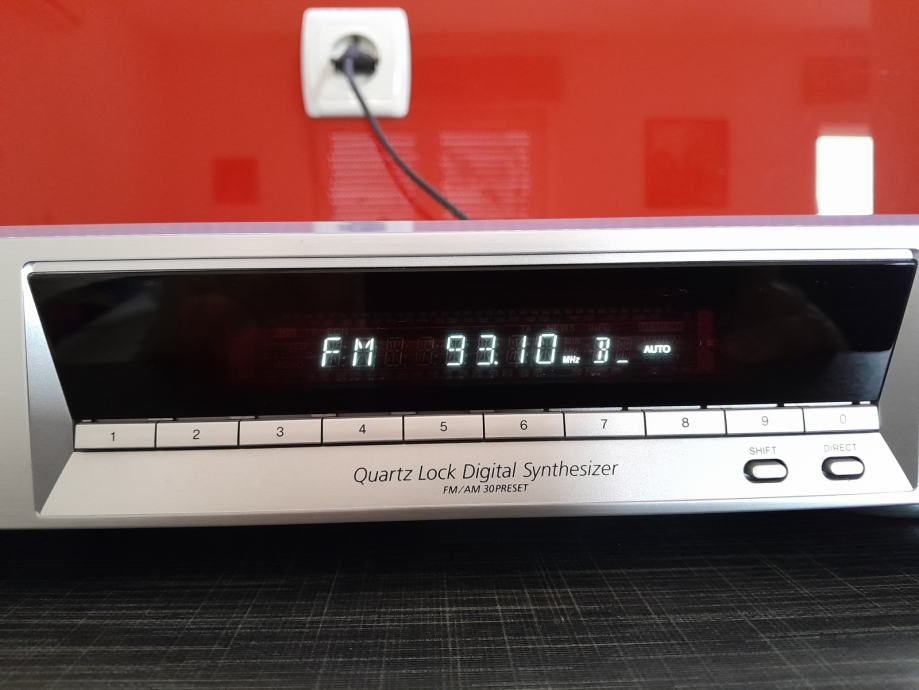 FM 93.10 MHz B_ AUTO
1 2 3 4 5 6 7 8 9 0
SHIFT DIRECT
Quartz Lock Digital Synthesizer
FM/AM 30PRESET